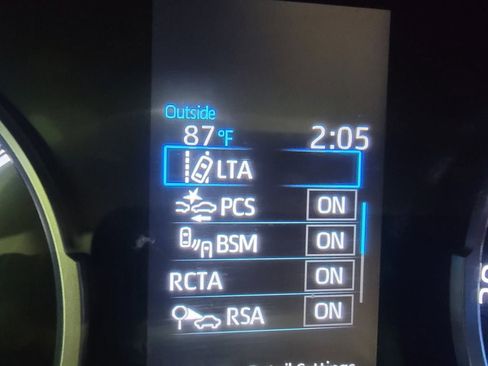 Outside
87 °F 2:05
LTA
PCS ON
BSM ON
RCTA ON
RSA ON